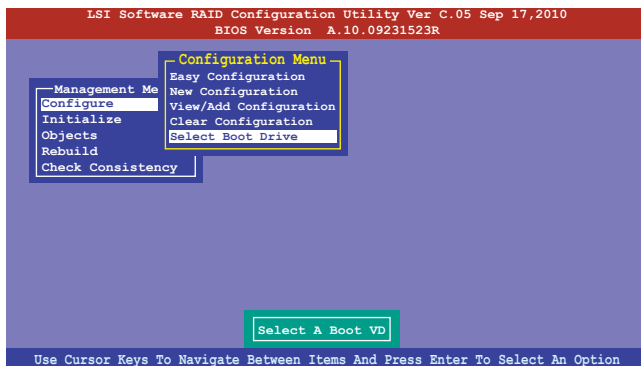 LSI Software RAID Configuration Utility Ver C.05 Sep 17,2010
BIOS Version A.10.09231523R
Configuration Menu
Easy Configuration
New Configuration
View/Add Configuration
Clear Configuration
Select Boot Drive
Management Me
Configure
Initialize
Objects
Rebuild
Check Consistency
Select A Boot VD
Use Cursor Keys To Navigate Between Items And Press Enter To Select An Option